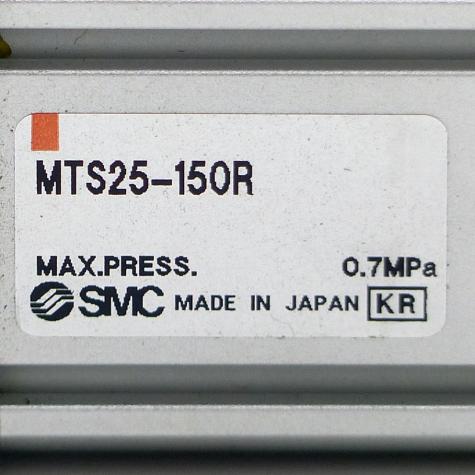 MTS25-150R
MAX.PRESS. 0.7MPa
SMC MADE IN JAPAN KR